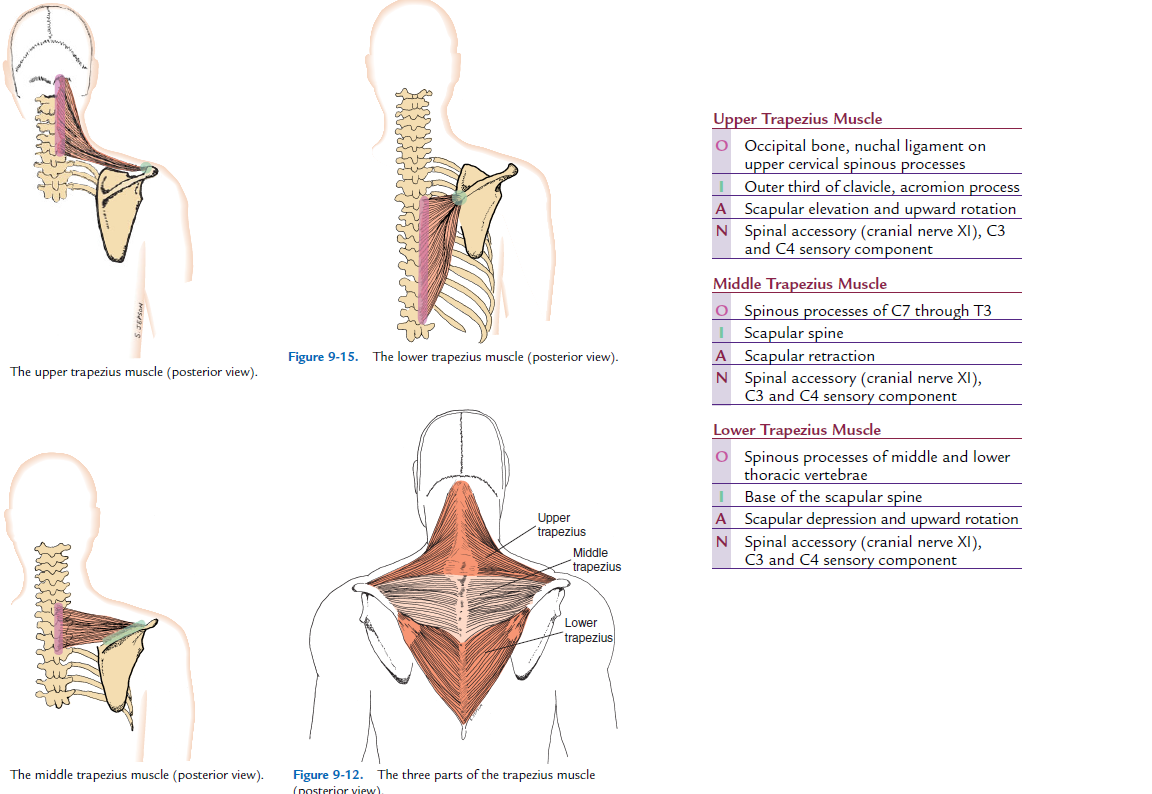 S. JEPSON
The upper trapezius muscle (posterior view).
Figure 9-15. The lower trapezius muscle (posterior view).
The middle trapezius muscle (posterior view).
Upper
trapezius
Middle
trapezius
Lower
trapezius
Figure 9-12. The three parts of the trapezius muscle
(posterior view).
Upper Trapezius Muscle
O Occipital bone, nuchal ligament on
upper cervical spinous processes
I Outer third of clavicle, acromion process
A Scapular elevation and upward rotation
N Spinal accessory (cranial nerve XI), C3
and C4 sensory component
Middle Trapezius Muscle
O Spinous processes of C7 through T3
I Scapular spine
A Scapular retraction
N Spinal accessory (cranial nerve XI),
C3 and C4 sensory component
Lower Trapezius Muscle
O Spinous processes of middle and lower
thoracic vertebrae
I Base of the scapular spine
A Scapular depression and upward rotation
N Spinal accessory (cranial nerve XI),
C3 and C4 sensory component